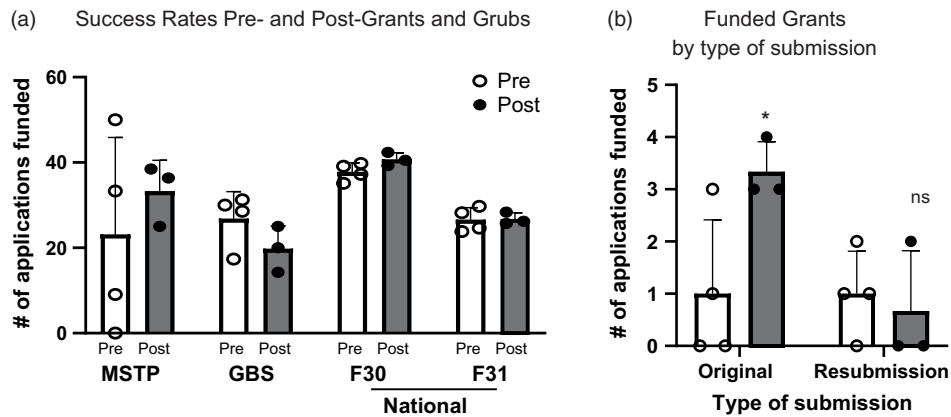 (a) Success Rates Pre- and Post-Grants and Grubs
# of applications funded
60
40
20
0
Pre
Post
Pre Post Pre Post Pre Post Pre Post
MSTP GBS F30 F31
National
(b) Funded Grants
by type of submission
# of applications funded
5
4
3
2
1
0
*
ns
Original Resubmission
Type of submission